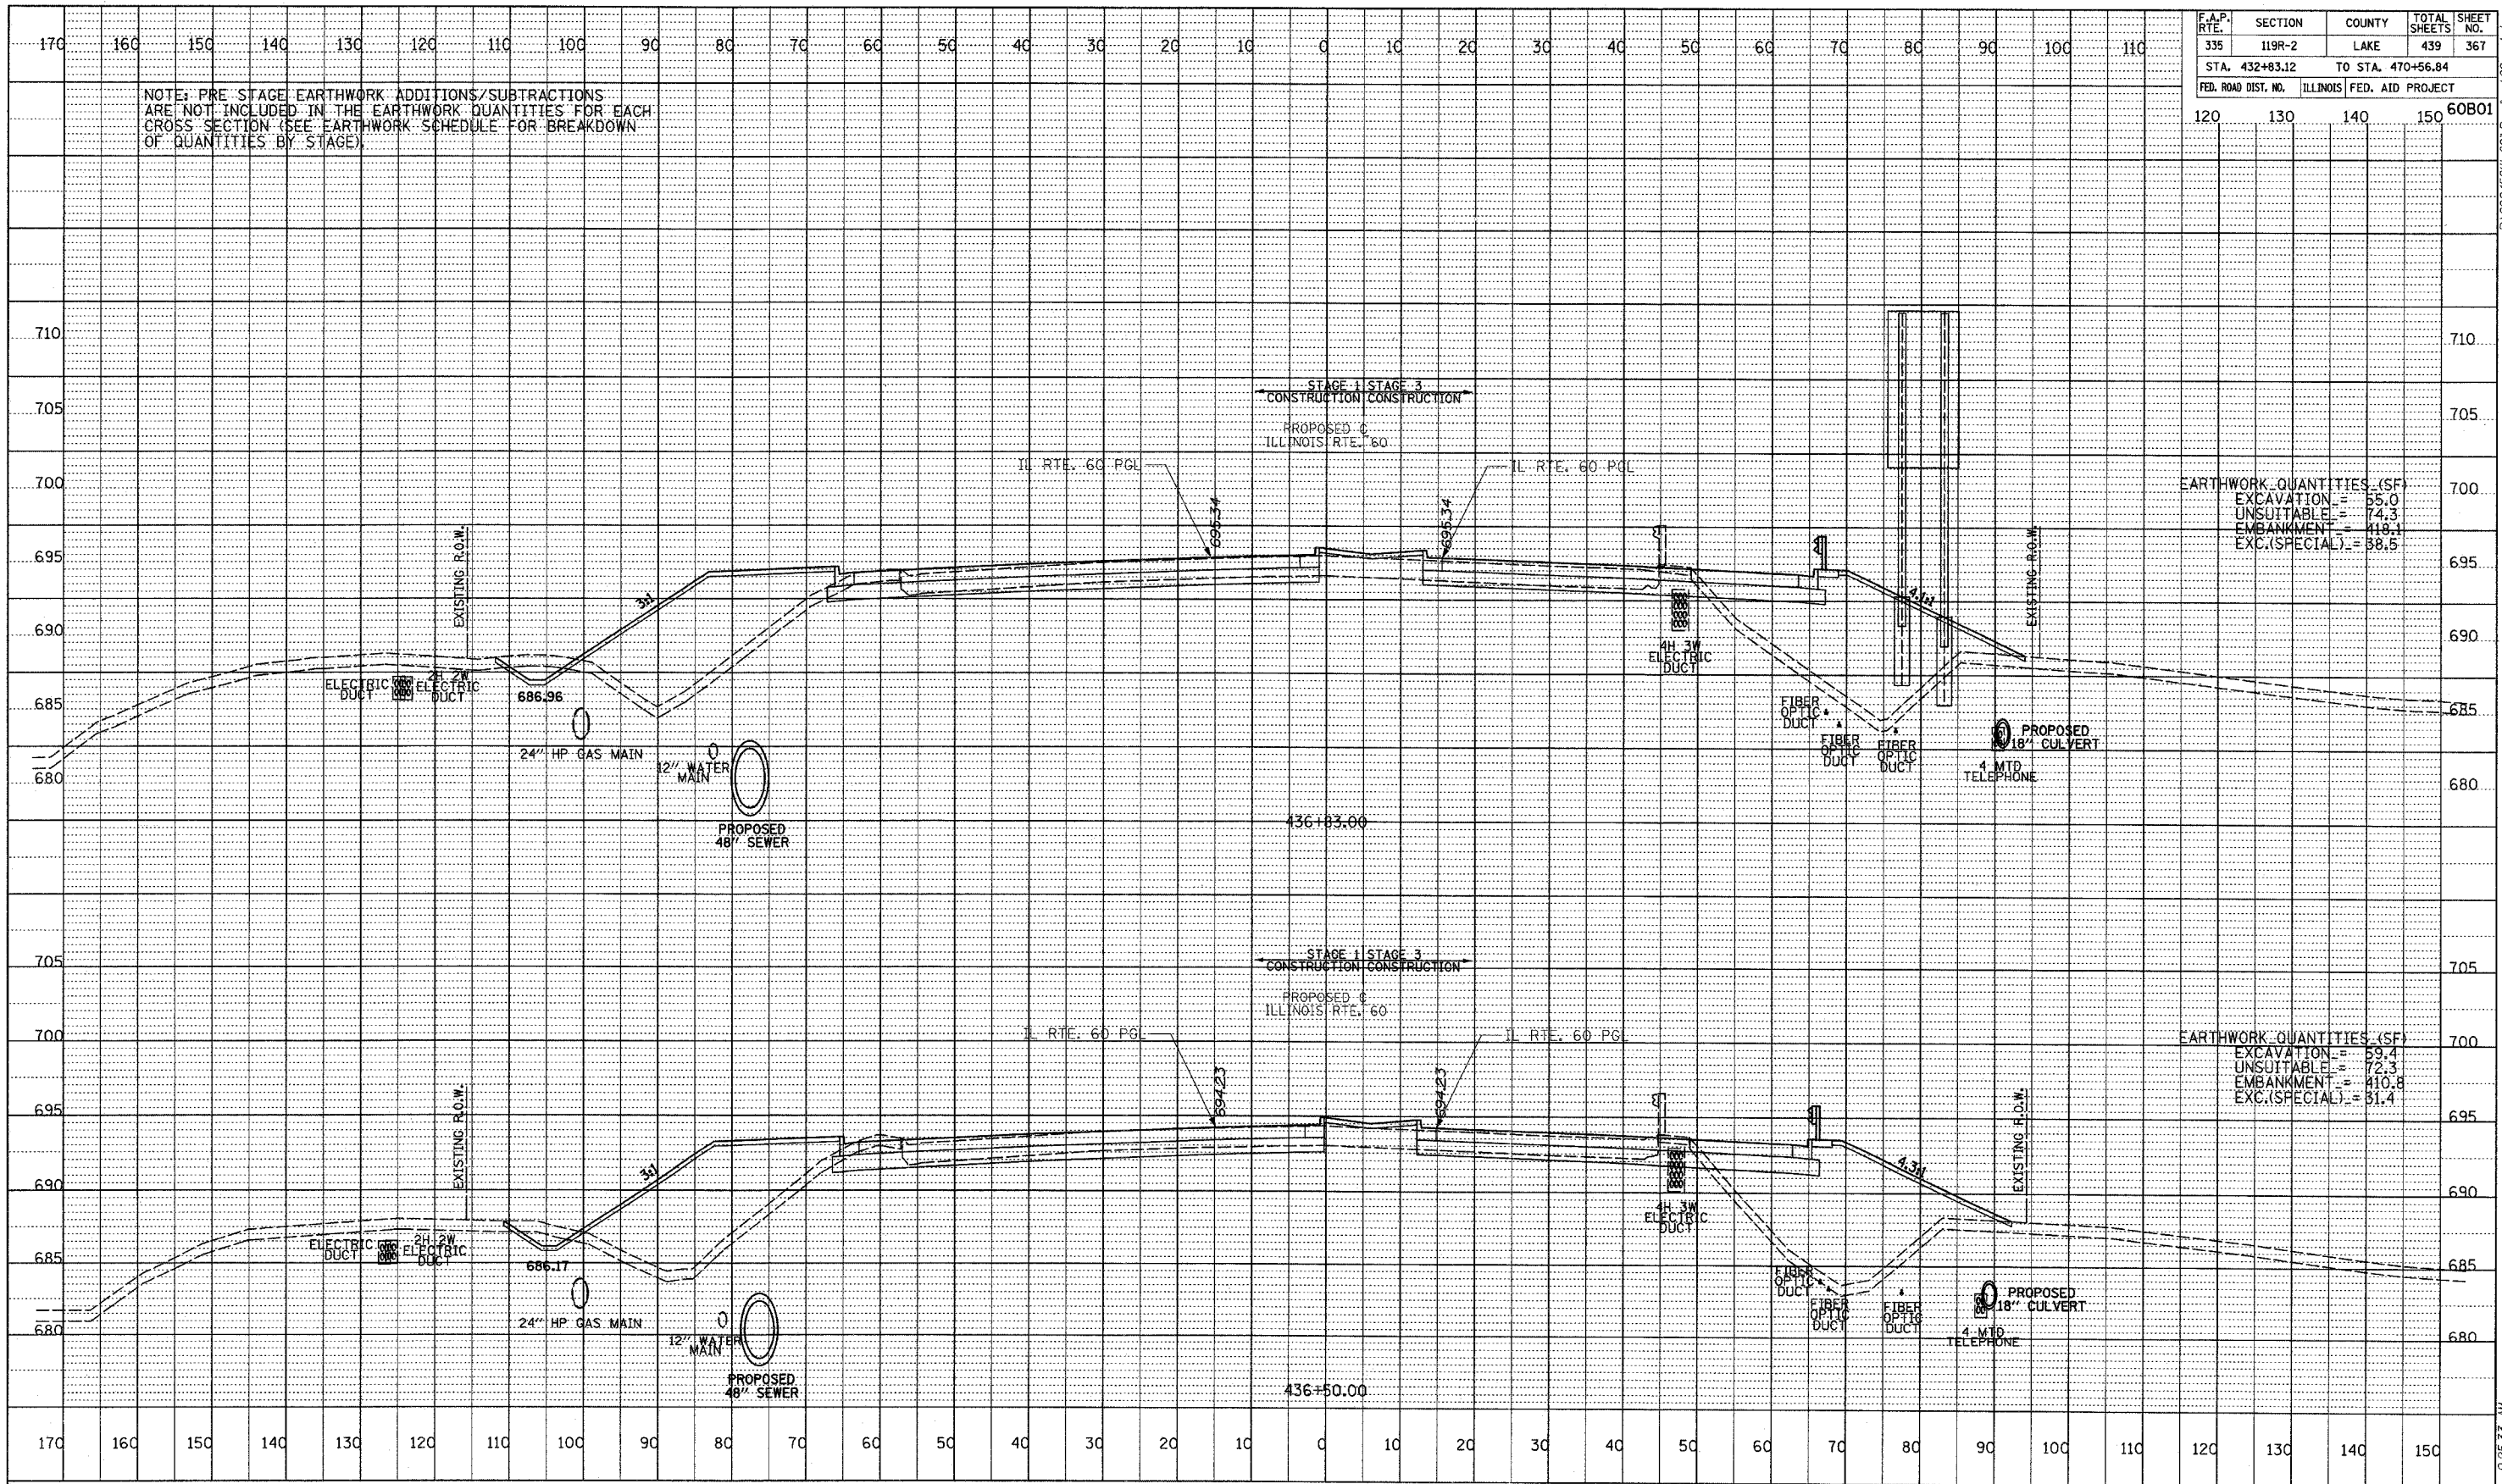 F.A.P. RTE. SECTION COUNTY TOTAL SHEETS SHEET NO.
335 119R-2 LAKE 439 367
STA. 432+83.12 TO STA. 470+56.84
FED. ROAD DIST. NO. ILLINOIS FED. AID PROJECT
60B01
170 160 150 140 130 120 110 100 90 80 70 60 50 40 30 20 10 0 10 20 30 40 50 60 70 80 90 100 110
120 130 140 150
NOTE: PRE STAGE EARTHWORK ADDITIONS/SUBTRACTIONS
ARE NOT INCLUDED IN THE EARTHWORK QUANTITIES FOR EACH
CROSS SECTION (SEE EARTHWORK SCHEDULE FOR BREAKDOWN
OF QUANTITIES BY STAGE).
710 710
STAGE 1 STAGE 3
CONSTRUCTION CONSTRUCTION
705 705
PROPOSED ℄
ILLINOIS RTE. 60
IL RTE. 60 PGL IL RTE. 60 PGL
700 700
EARTHWORK QUANTITIES (SF)
EXCAVATION = 55.0
UNSUITABLE = 74.3
EMBANKMENT = 418.1
EXC.(SPECIAL) = 38.5
695.34 695.34
EXISTING R.O.W. EXISTING R.O.W.
695 695
3:1 4.1:1
690 690
4H 3W
ELECTRIC
DUCT
ELECTRIC
DUCT
2H 2W
ELECTRIC
DUCT
686.96
685 685
FIBER
OPTIC
DUCT
FIBER
OPTIC
DUCT
FIBER
OPTIC
DUCT
PROPOSED
18" CULVERT
24" HP GAS MAIN
12" WATER
MAIN
4 MTD
TELEPHONE
680 680
PROPOSED
48" SEWER
436+83.00
STAGE 1 STAGE 3
CONSTRUCTION CONSTRUCTION
705 705
PROPOSED ℄
ILLINOIS RTE. 60
IL RTE. 60 PGL IL RTE. 60 PGL
700 700
EARTHWORK QUANTITIES (SF)
EXCAVATION = 59.4
UNSUITABLE = 72.3
EMBANKMENT = 410.8
EXC.(SPECIAL) = 31.4
694.23 694.23
EXISTING R.O.W. EXISTING R.O.W.
695 695
3:1 4.3:1
690 690
4H 3W
ELECTRIC
DUCT
ELECTRIC
DUCT
2H 2W
ELECTRIC
DUCT
686.17
685 685
FIBER
OPTIC
DUCT
FIBER
OPTIC
DUCT
FIBER
OPTIC
DUCT
PROPOSED
18" CULVERT
24" HP GAS MAIN
12" WATER
MAIN
4 MTD
TELEPHONE
680 680
PROPOSED
48" SEWER
436+50.00
170 160 150 140 130 120 110 100 90 80 70 60 50 40 30 20 10 0 10 20 30 40 50 60 70 80 90 100 110 120 130 140 150